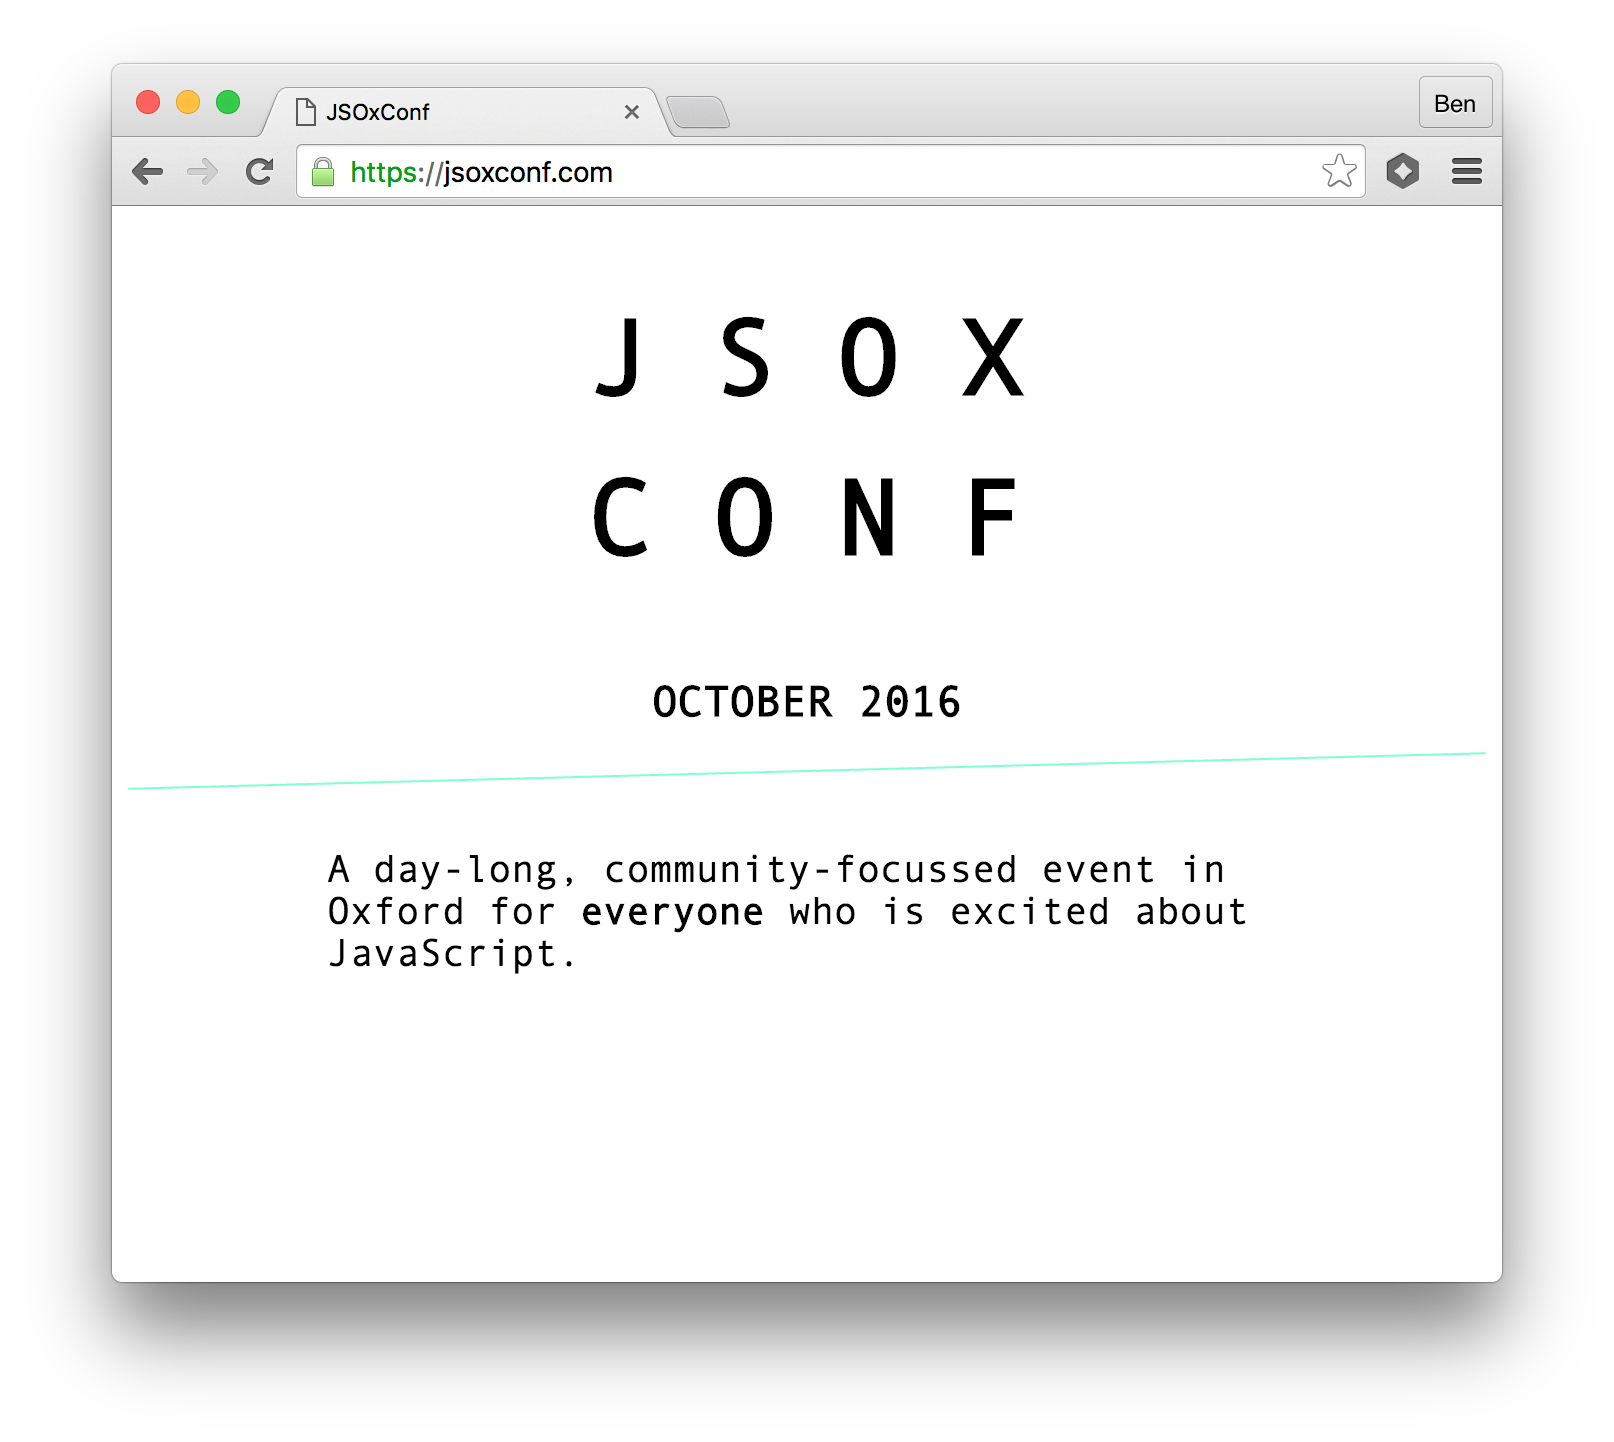 JSOxConf
Ben
https://jsoxconf.com
J S O X
C O N F
OCTOBER 2016
A day-long, community-focussed event in
Oxford for everyone who is excited about
JavaScript.